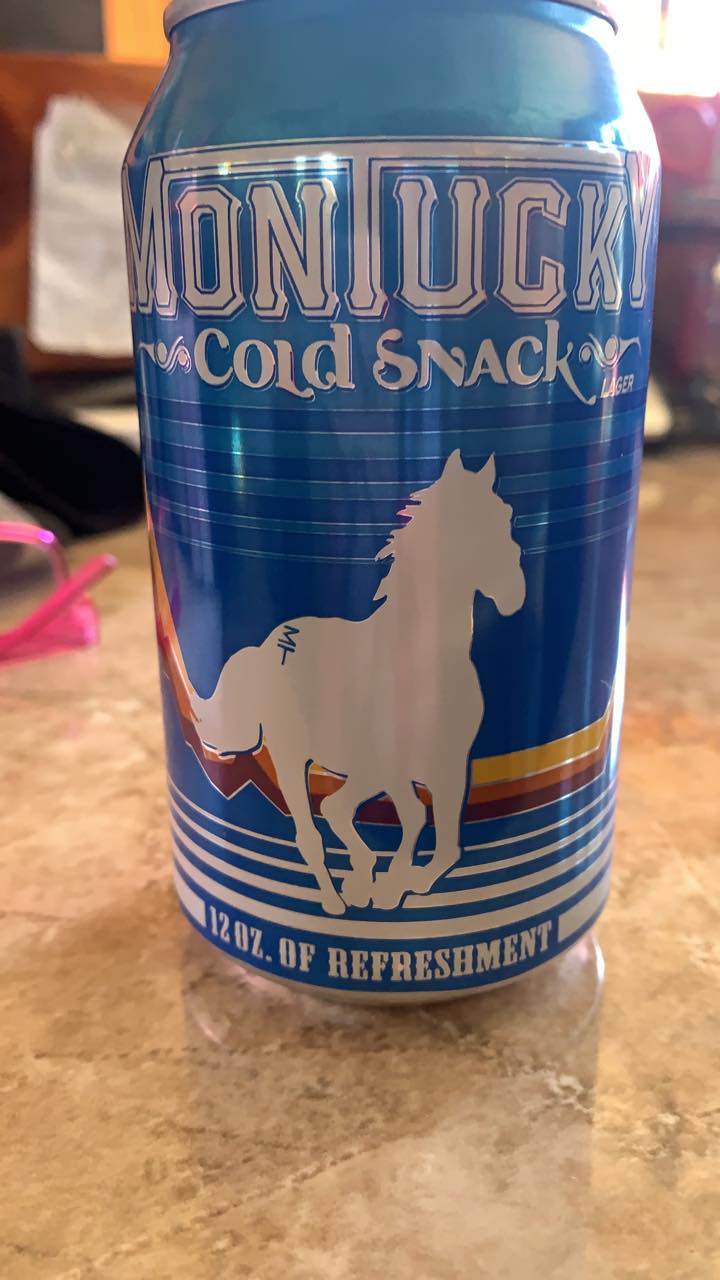 MONTUCKY
Cold Snack
LAGER
MT
12 OZ. OF REFRESHMENT